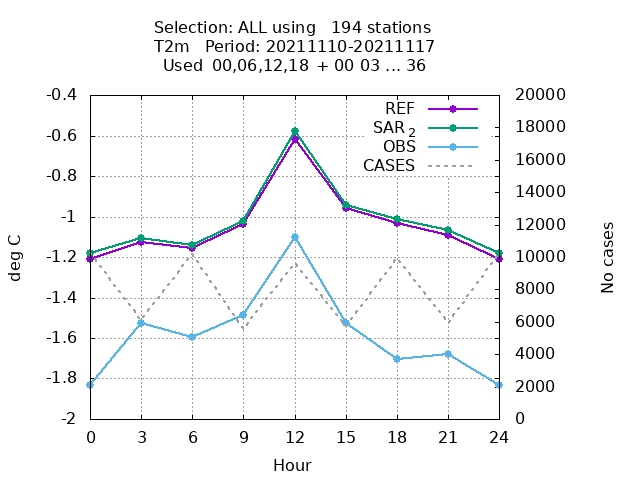 Selection: ALL using   194 stations
T2m   Period: 20211110-20211117
Used  00,06,12,18 + 00 03 ... 36
-0.4
-0.6
-0.8
-1
-1.2
-1.4
-1.6
-1.8
-2
deg C
REF
SAR 2
OBS
CASES
20000
18000
16000
14000
12000
10000
8000
6000
4000
2000
0
No cases
0 3 6 9 12 15 18 21 24
Hour